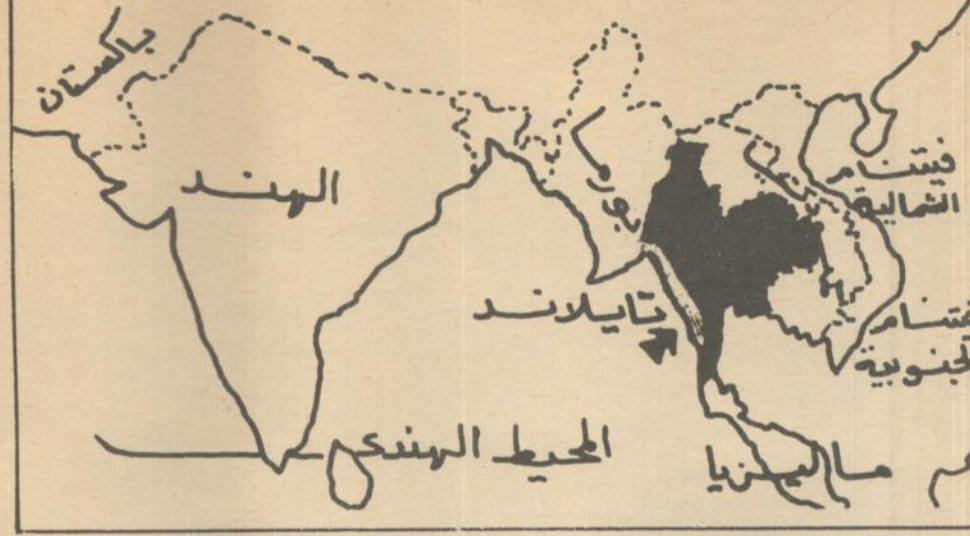 باكستان
الهند
بورما
فيتنام
الشمالية
تايلاند
فيتنام
الجنوبية
المحيط الهندي
ماليزيا